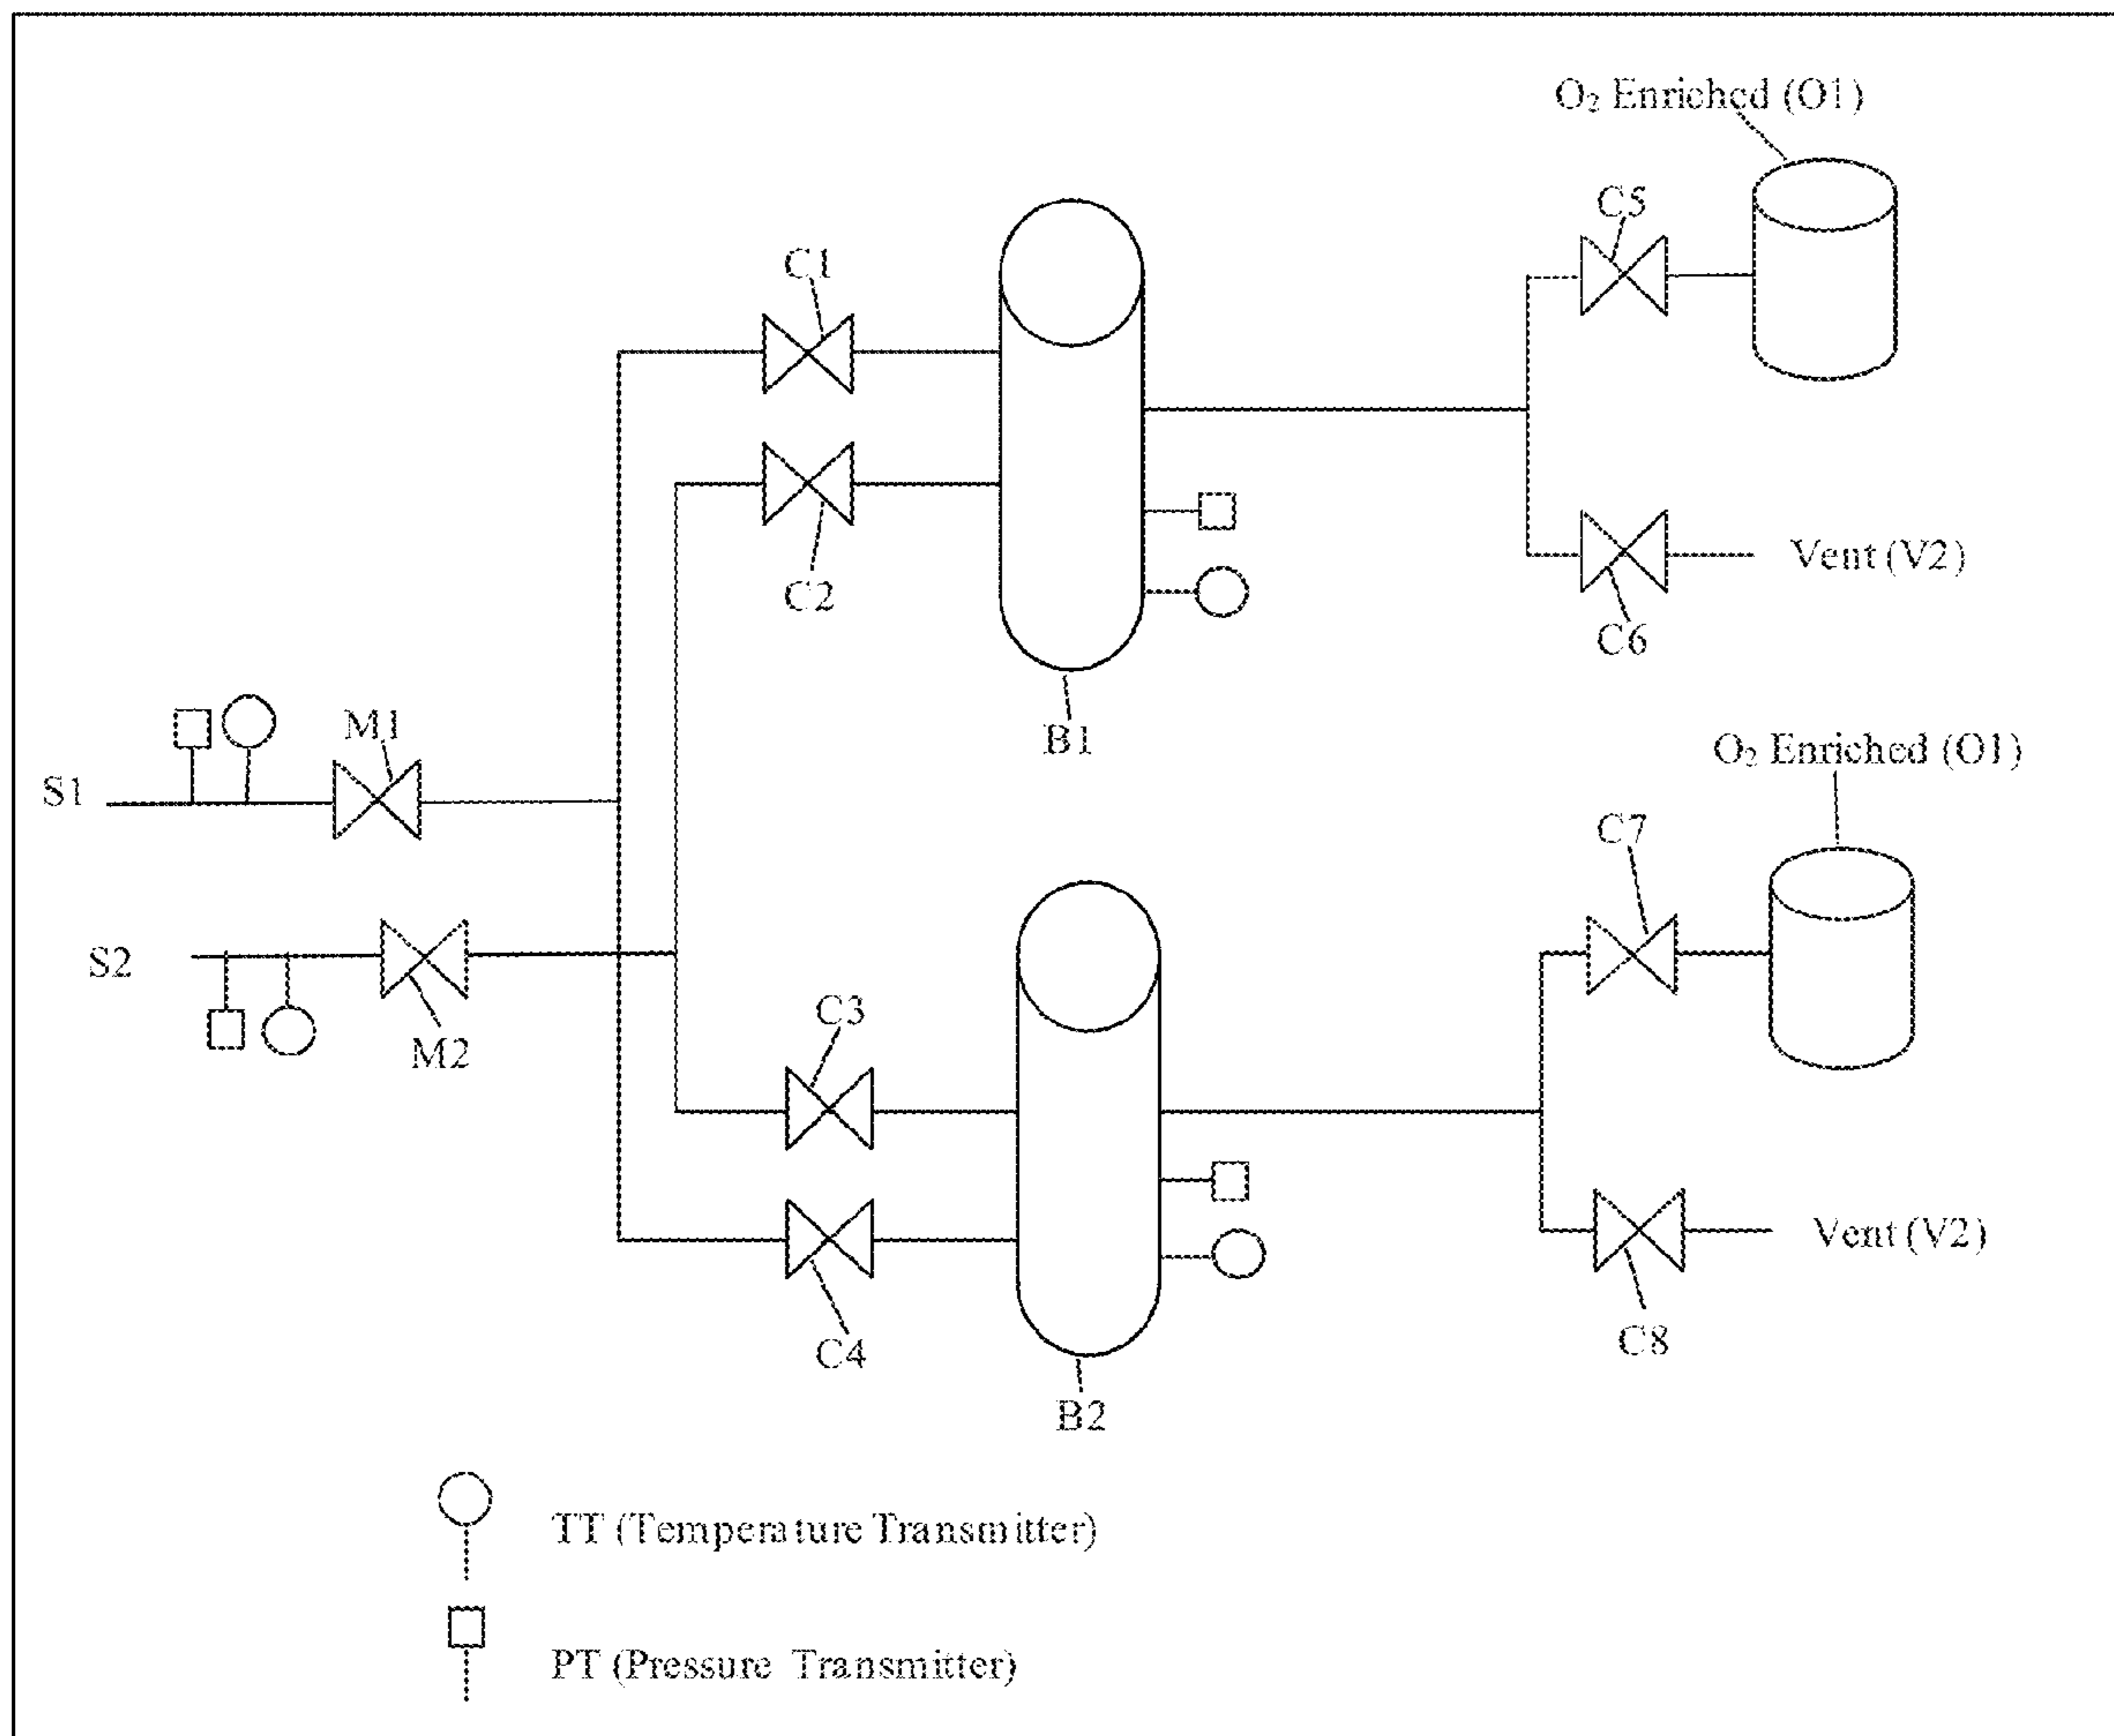 O₂ Enriched (O1)
C5
C1
Vent (V2)
C2
C6
M1
B1
O₂ Enriched (O1)
S1
C7
S2
C3
M2
Vent (V2)
C4
C8
B2
TT (Temperature Transmitter)
PT (Pressure Transmitter)